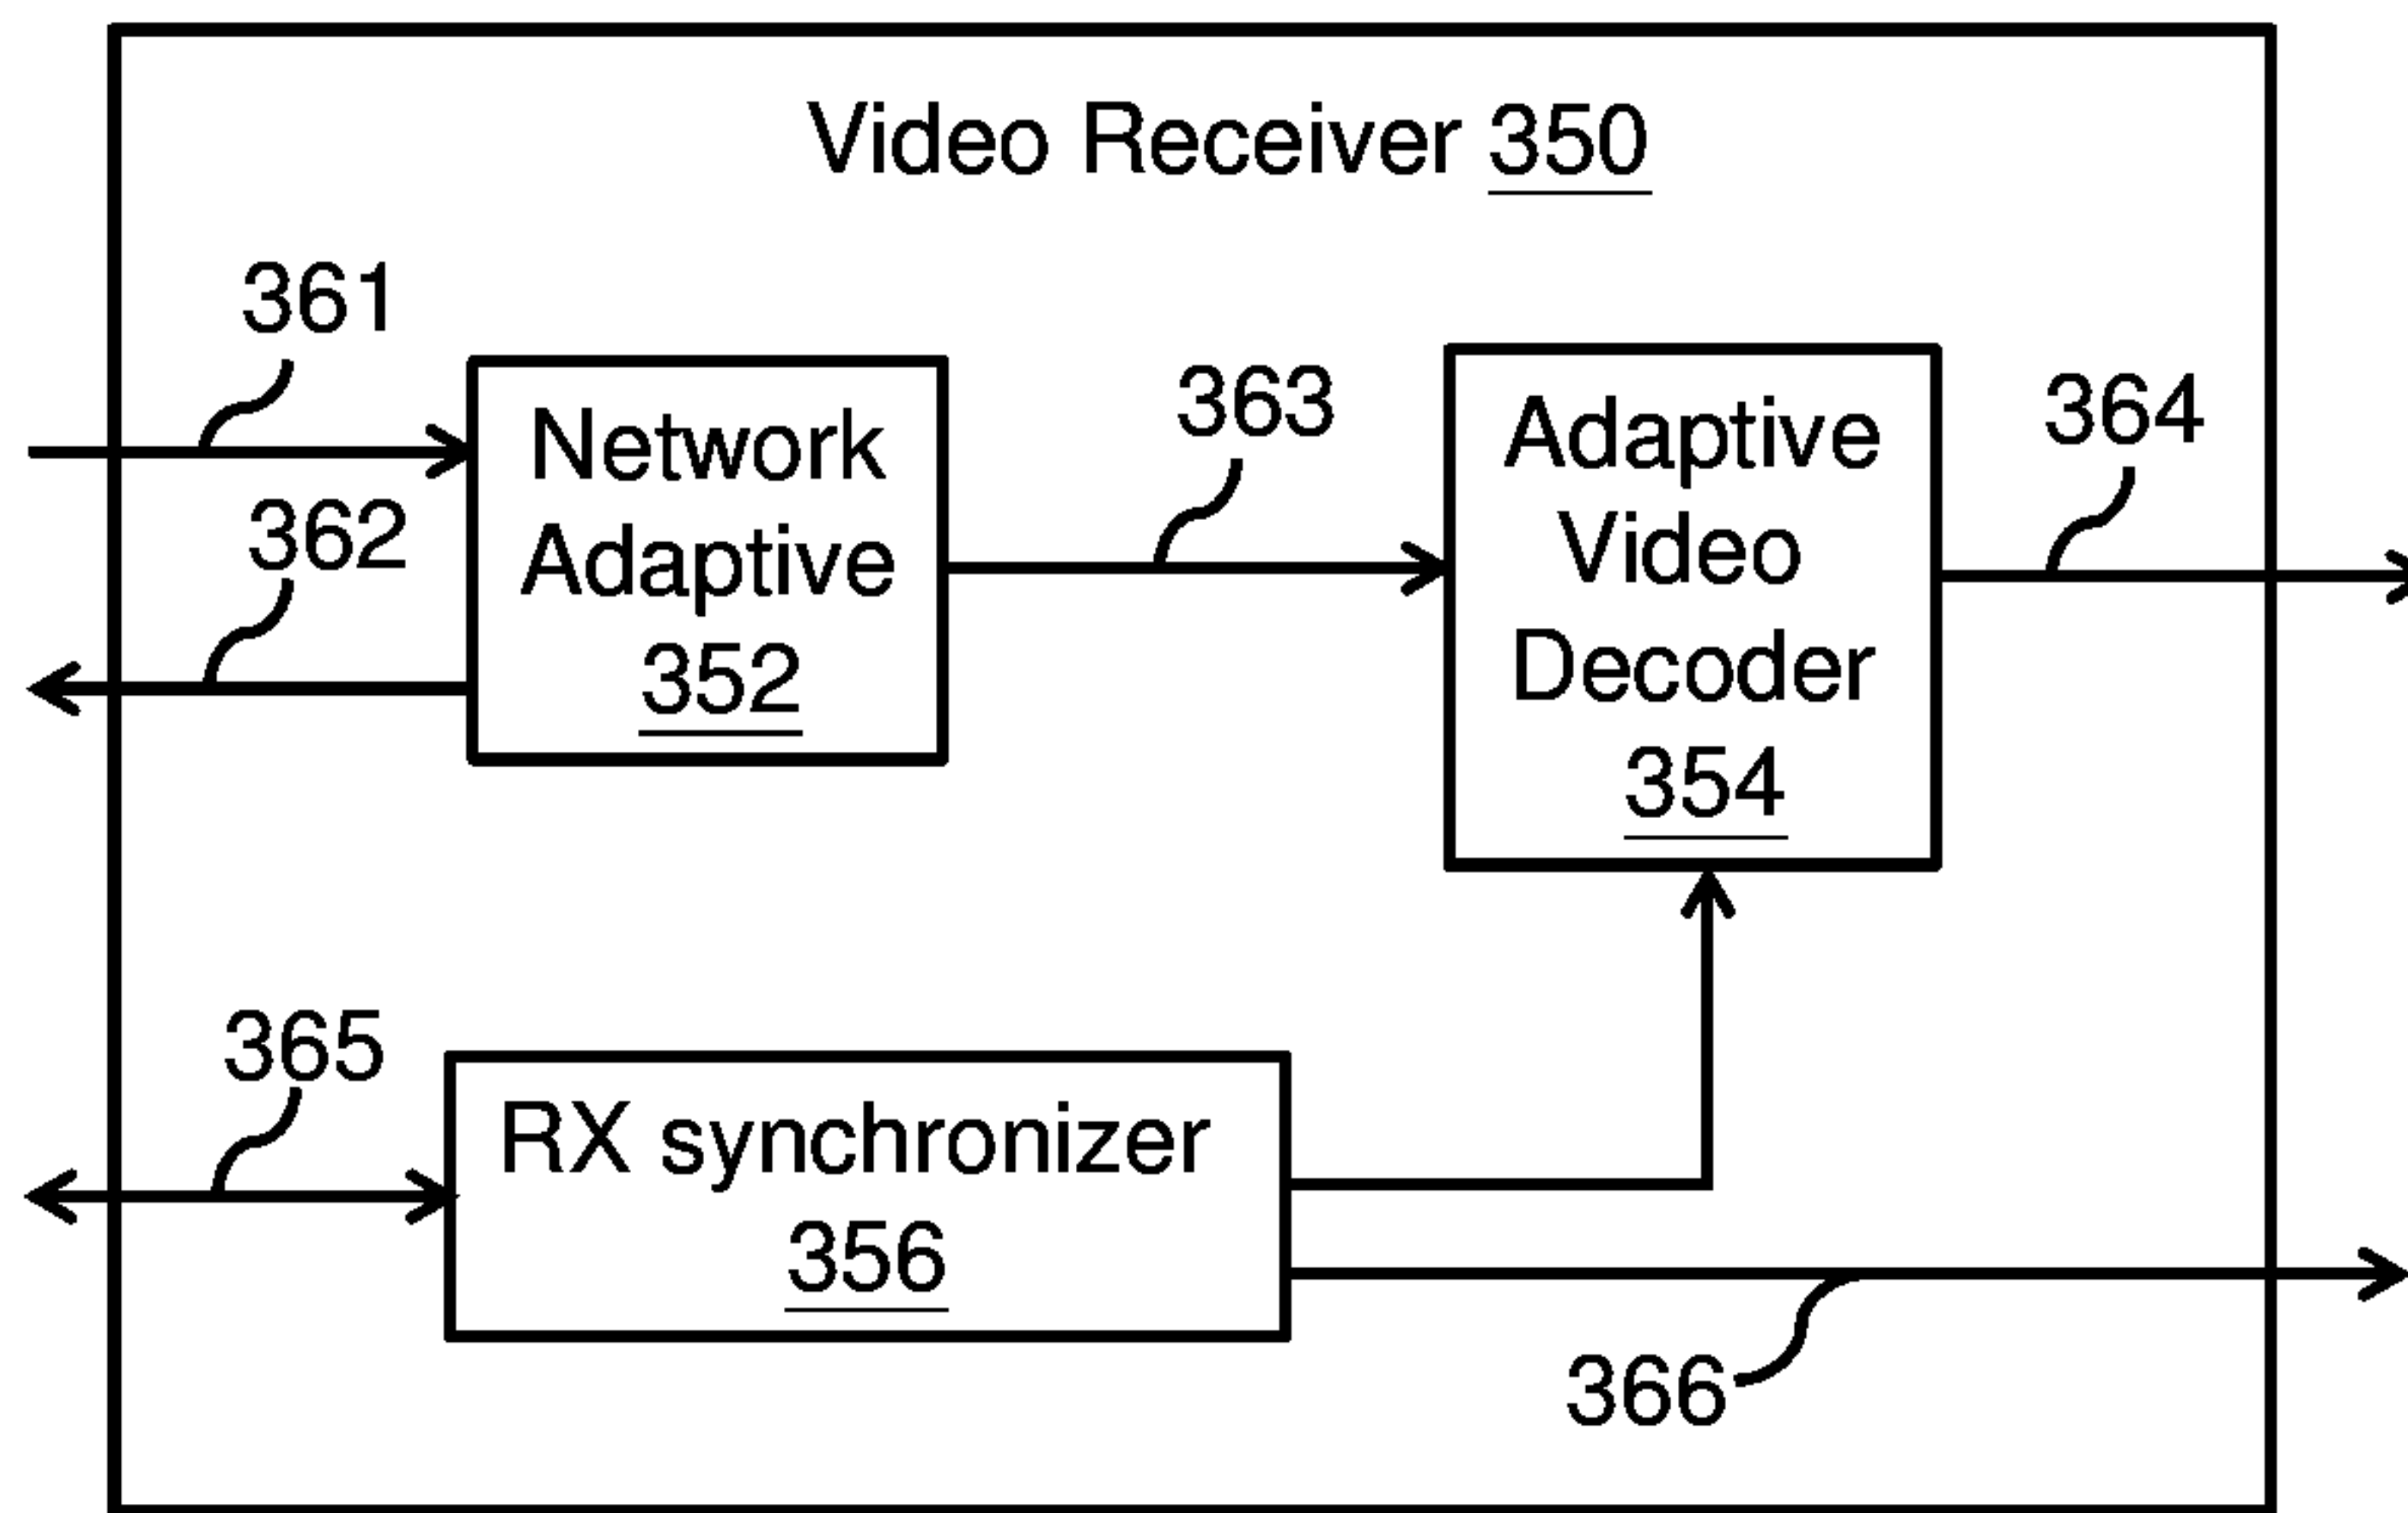 Video Receiver 350
361
362
Network
Adaptive
352
363
Adaptive
Video
Decoder
354
364
365
RX synchronizer
356
366